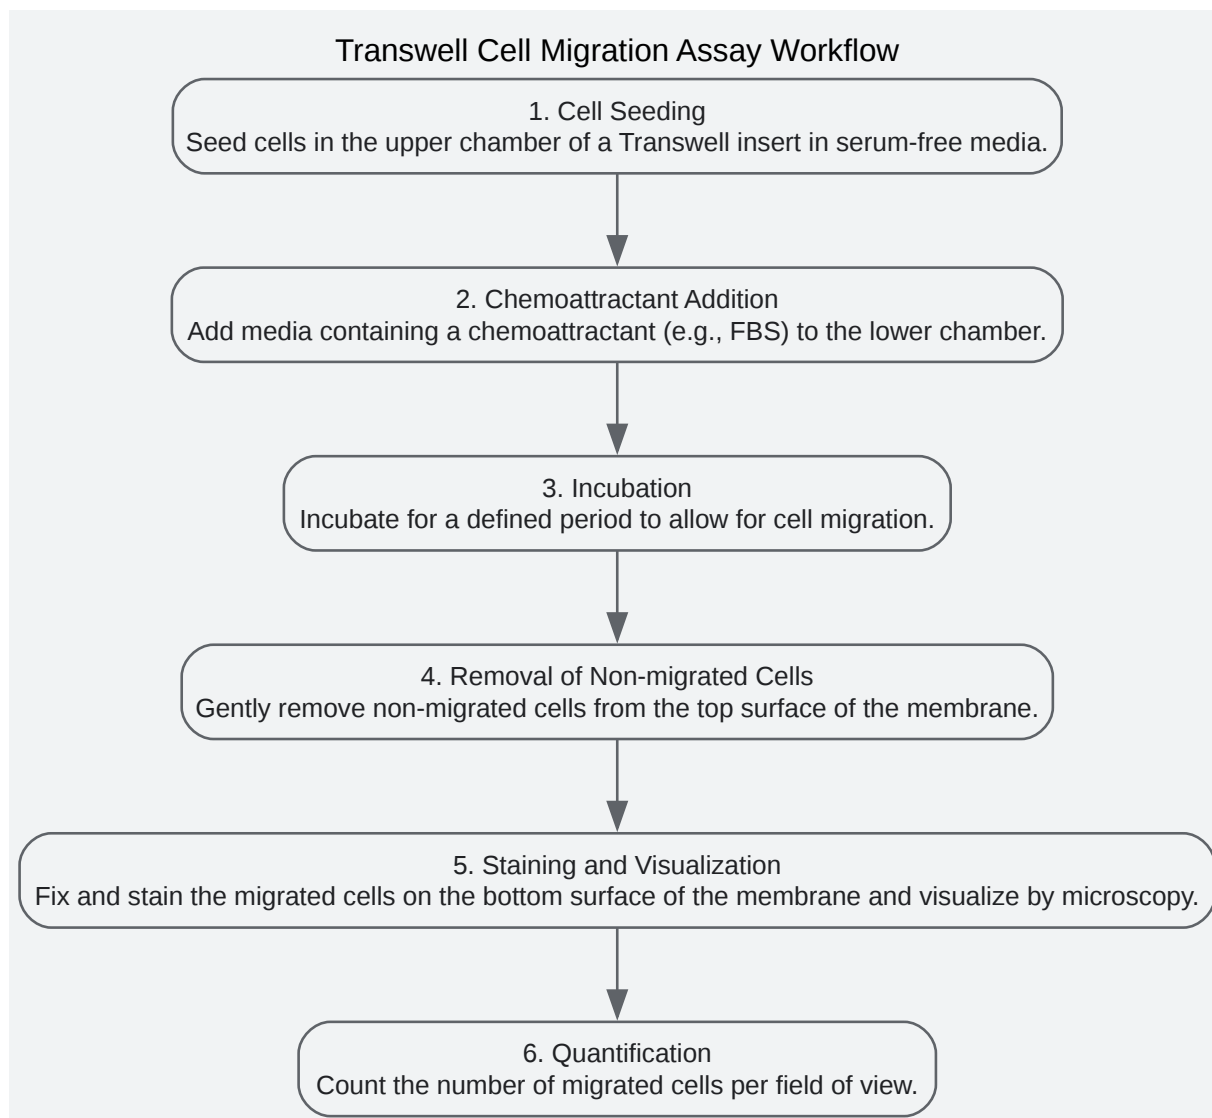 Transwell Cell Migration Assay Workflow
1. Cell Seeding
Seed cells in the upper chamber of a Transwell insert in serum-free media.
2. Chemoattractant Addition
Add media containing a chemoattractant (e.g., FBS) to the lower chamber.
3. Incubation
Incubate for a defined period to allow for cell migration.
4. Removal of Non-migrated Cells
Gently remove non-migrated cells from the top surface of the membrane.
5. Staining and Visualization
Fix and stain the migrated cells on the bottom surface of the membrane and visualize by microscopy.
6. Quantification
Count the number of migrated cells per field of view.